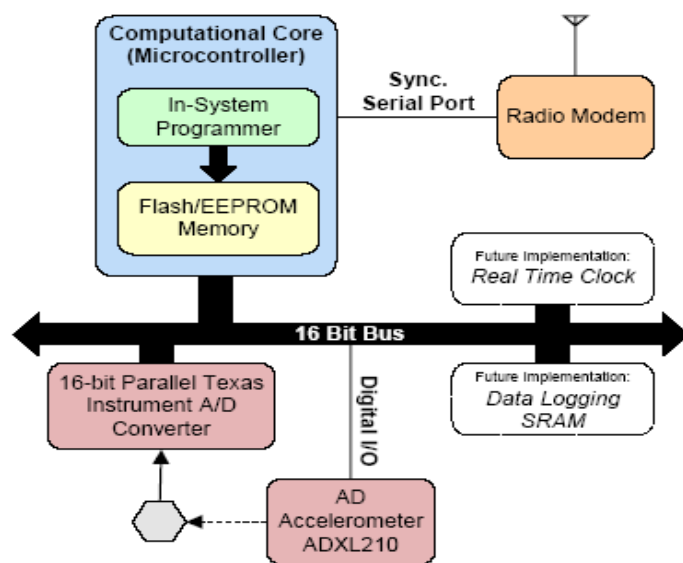 Computational Core
(Microcontroller)
In-System
Programmer
Flash/EEPROM
Memory
Sync.
Serial Port
Radio Modem
Future Implementation:
Real Time Clock
16 Bit Bus
16-bit Parallel Texas
Instrument A/D
Converter
Digital I/O
Future Implementation:
Data Logging
SRAM
AD
Accelerometer
ADXL210